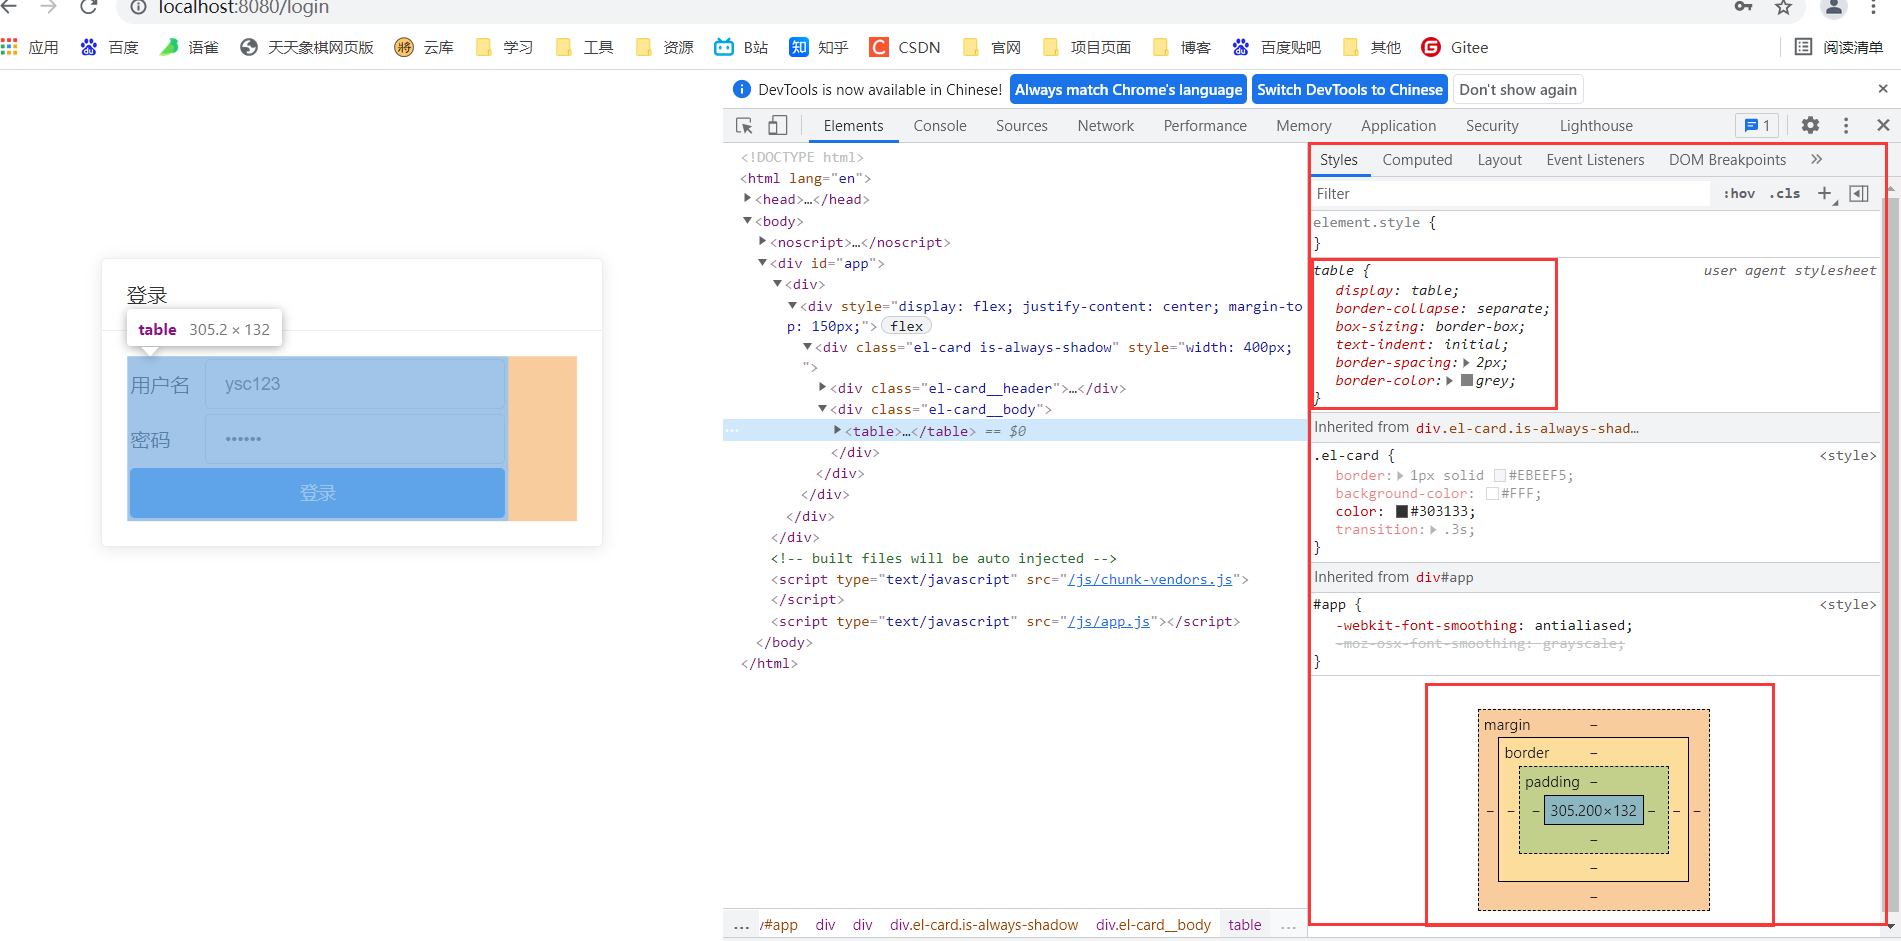 localhost:8080/login
应用 百度 语雀 天天象棋网页版 將 云库 学习 工具 资源 B站 知 知乎 C CSDN 官网 项目页面 博客 百度贴吧 其他 G Gitee 阅读清单
DevTools is now available in Chinese! Always match Chrome's language Switch DevTools to Chinese Don't show again
Elements Console Sources Network Performance Memory Application Security Lighthouse 1
登录
table 305.2 × 132
用户名 ysc123
密码 ••••••
登录
<!DOCTYPE html>
<html lang="en">
<head>…</head>
<body>
<noscript>…</noscript>
<div id="app">
<div>
<div style="display: flex; justify-content: center; margin-to
p: 150px;"> flex
<div class="el-card is-always-shadow" style="width: 400px;
">
<div class="el-card__header">…</div>
<div class="el-card__body">
<table>…</table> == $0
</div>
</div>
</div>
</div>
</div>
<!-- built files will be auto injected -->
<script type="text/javascript" src="/js/chunk-vendors.js">
</script>
<script type="text/javascript" src="/js/app.js"></script>
</body>
</html>
... /#app div div div.el-card.is-always-shadow div.el-card__body table ...
Styles Computed Layout Event Listeners DOM Breakpoints »
Filter :hov .cls +
element.style {
}
table { user agent stylesheet
display: table;
border-collapse: separate;
box-sizing: border-box;
text-indent: initial;
border-spacing: 2px;
border-color: grey;
}
Inherited from div.el-card.is-always-shad…
.el-card { <style>
border: 1px solid #EBEEF5;
background-color: #FFF;
color: #303133;
transition: .3s;
}
Inherited from div#app
#app { <style>
-webkit-font-smoothing: antialiased;
-moz-osx-font-smoothing: grayscale;
}
margin –
border –
padding –
– – – 305.200×132 – – –
–
–
–